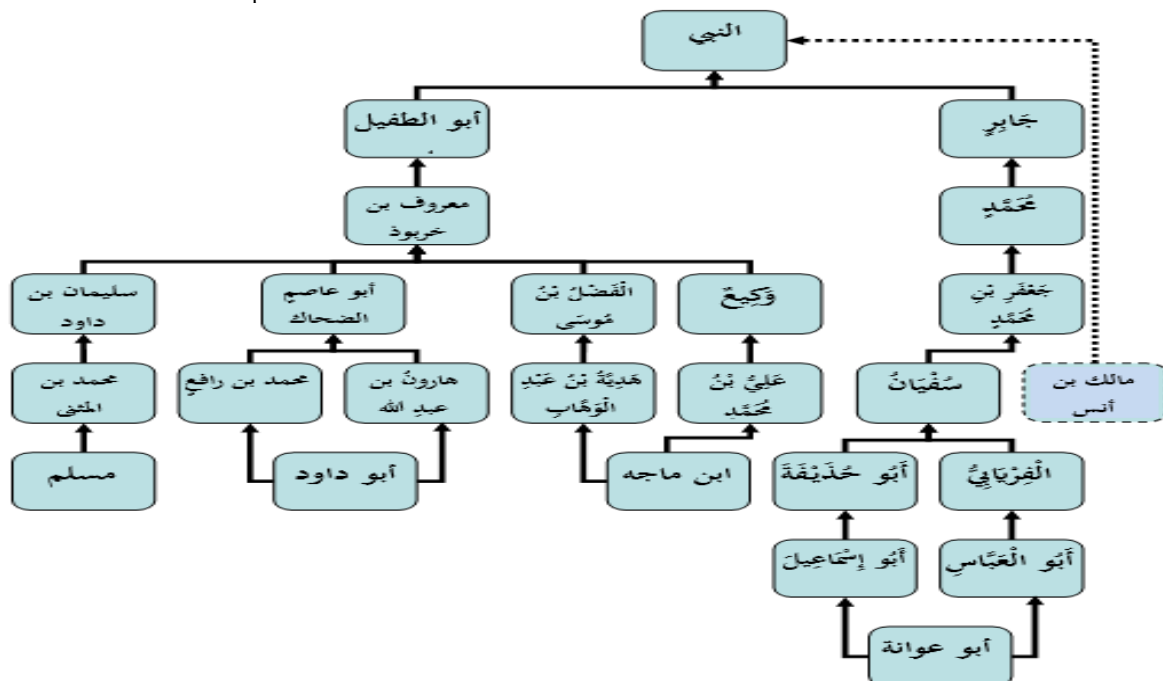 النبي
أبو الطفيل
جَابِرٍ
معروف بن
خربوذ
مُحَمَّدٍ
سليمان بن
داود
أبو عاصمٍ
الضحاك
الْفَضْلُ بْنُ
مُوسَى
وَكِيعٌ
جَعْفَرِ بْنِ
مُحَمَّدٍ
محمد بن
المثنى
محمد بن رافعٍ
هارونُ بن
عبدِ الله
هَدِيَّةُ بْنُ عَبْدِ
الْوَهَّابِ
عَلِيُّ بْنُ
مُحَمَّدٍ
سُفْيَانُ
مالك بن
أنس
مسلم
أبو داود
ابن ماجه
أَبُو حُذَيْفَةَ
الْفِرْيَابِيُّ
أَبُو إِسْمَاعِيلَ
أَبُو الْعَبَّاسِ
أبو عوانة